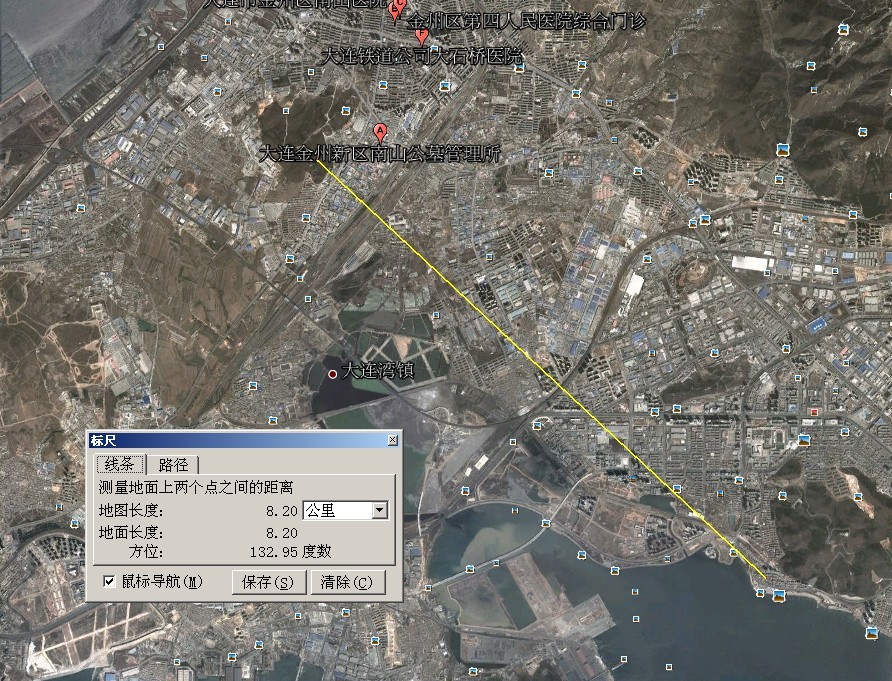 大连市金州区南山医院
金州区第四人民医院综合门诊
大连铁道公司大石桥医院
大连金州新区南山公墓管理所
大连湾镇
标尺
线条 路径
测量地面上两个点之间的距离
地图长度: 8.20 公里
地面长度: 8.20
方位: 132.95 度数
鼠标导航(M) 保存(S) 清除(C)